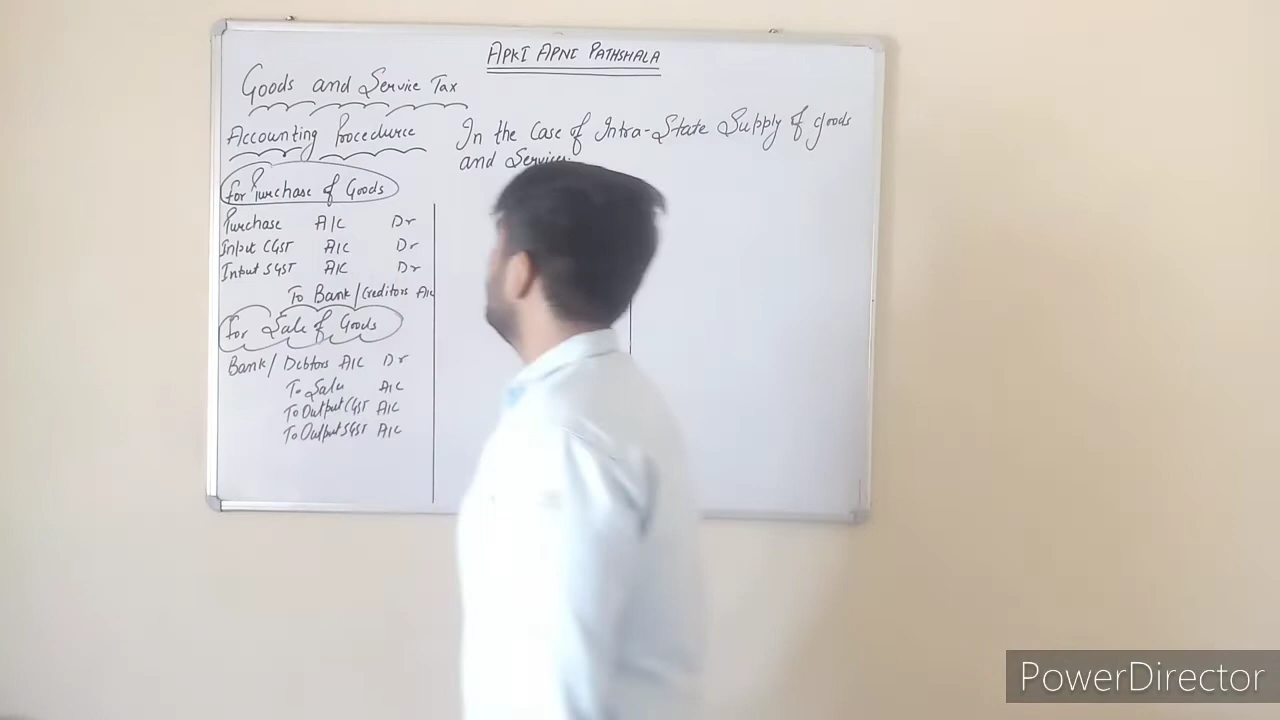 APKI APNI PATHSHALA
Goods and Service Tax
Accounting Procedure
In the Case of Intra-State Supply of goods
and Services.
for Purchase of Goods
Purchase A/C Dr
Input CGST A/C Dr
Input SGST A/C Dr
To Bank/Creditors A/c
for Sale of Goods
Bank/Debtors A/C Dr
To Sales A/C
To Output CGST A/C
To Output SGST A/C
PowerDirector